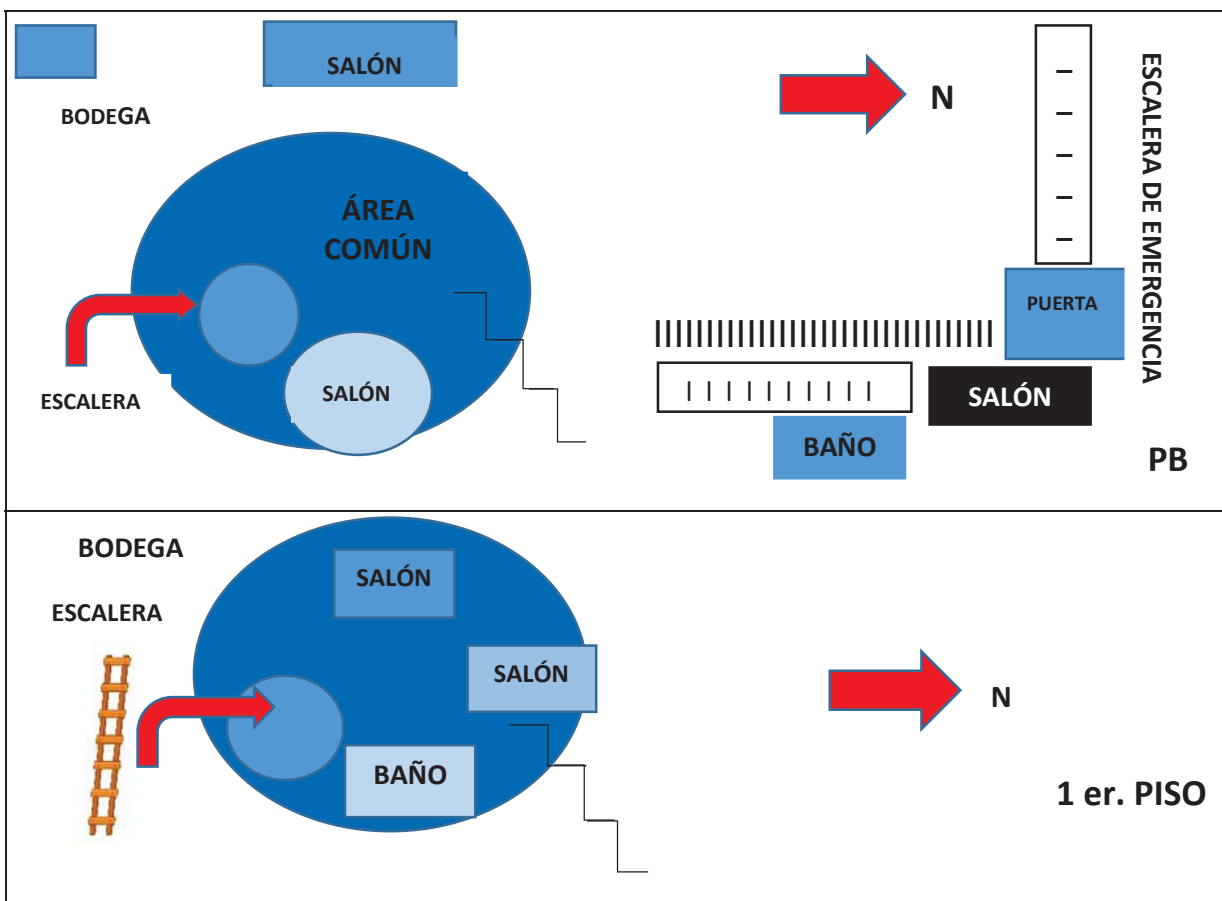 SALÓN
BODEGA
N
ESCALERA DE EMERGENCIA
ÁREA
COMÚN
PUERTA
ESCALERA
SALÓN
SALÓN
BAÑO
PB
BODEGA
SALÓN
ESCALERA
SALÓN
N
BAÑO
1 er. PISO